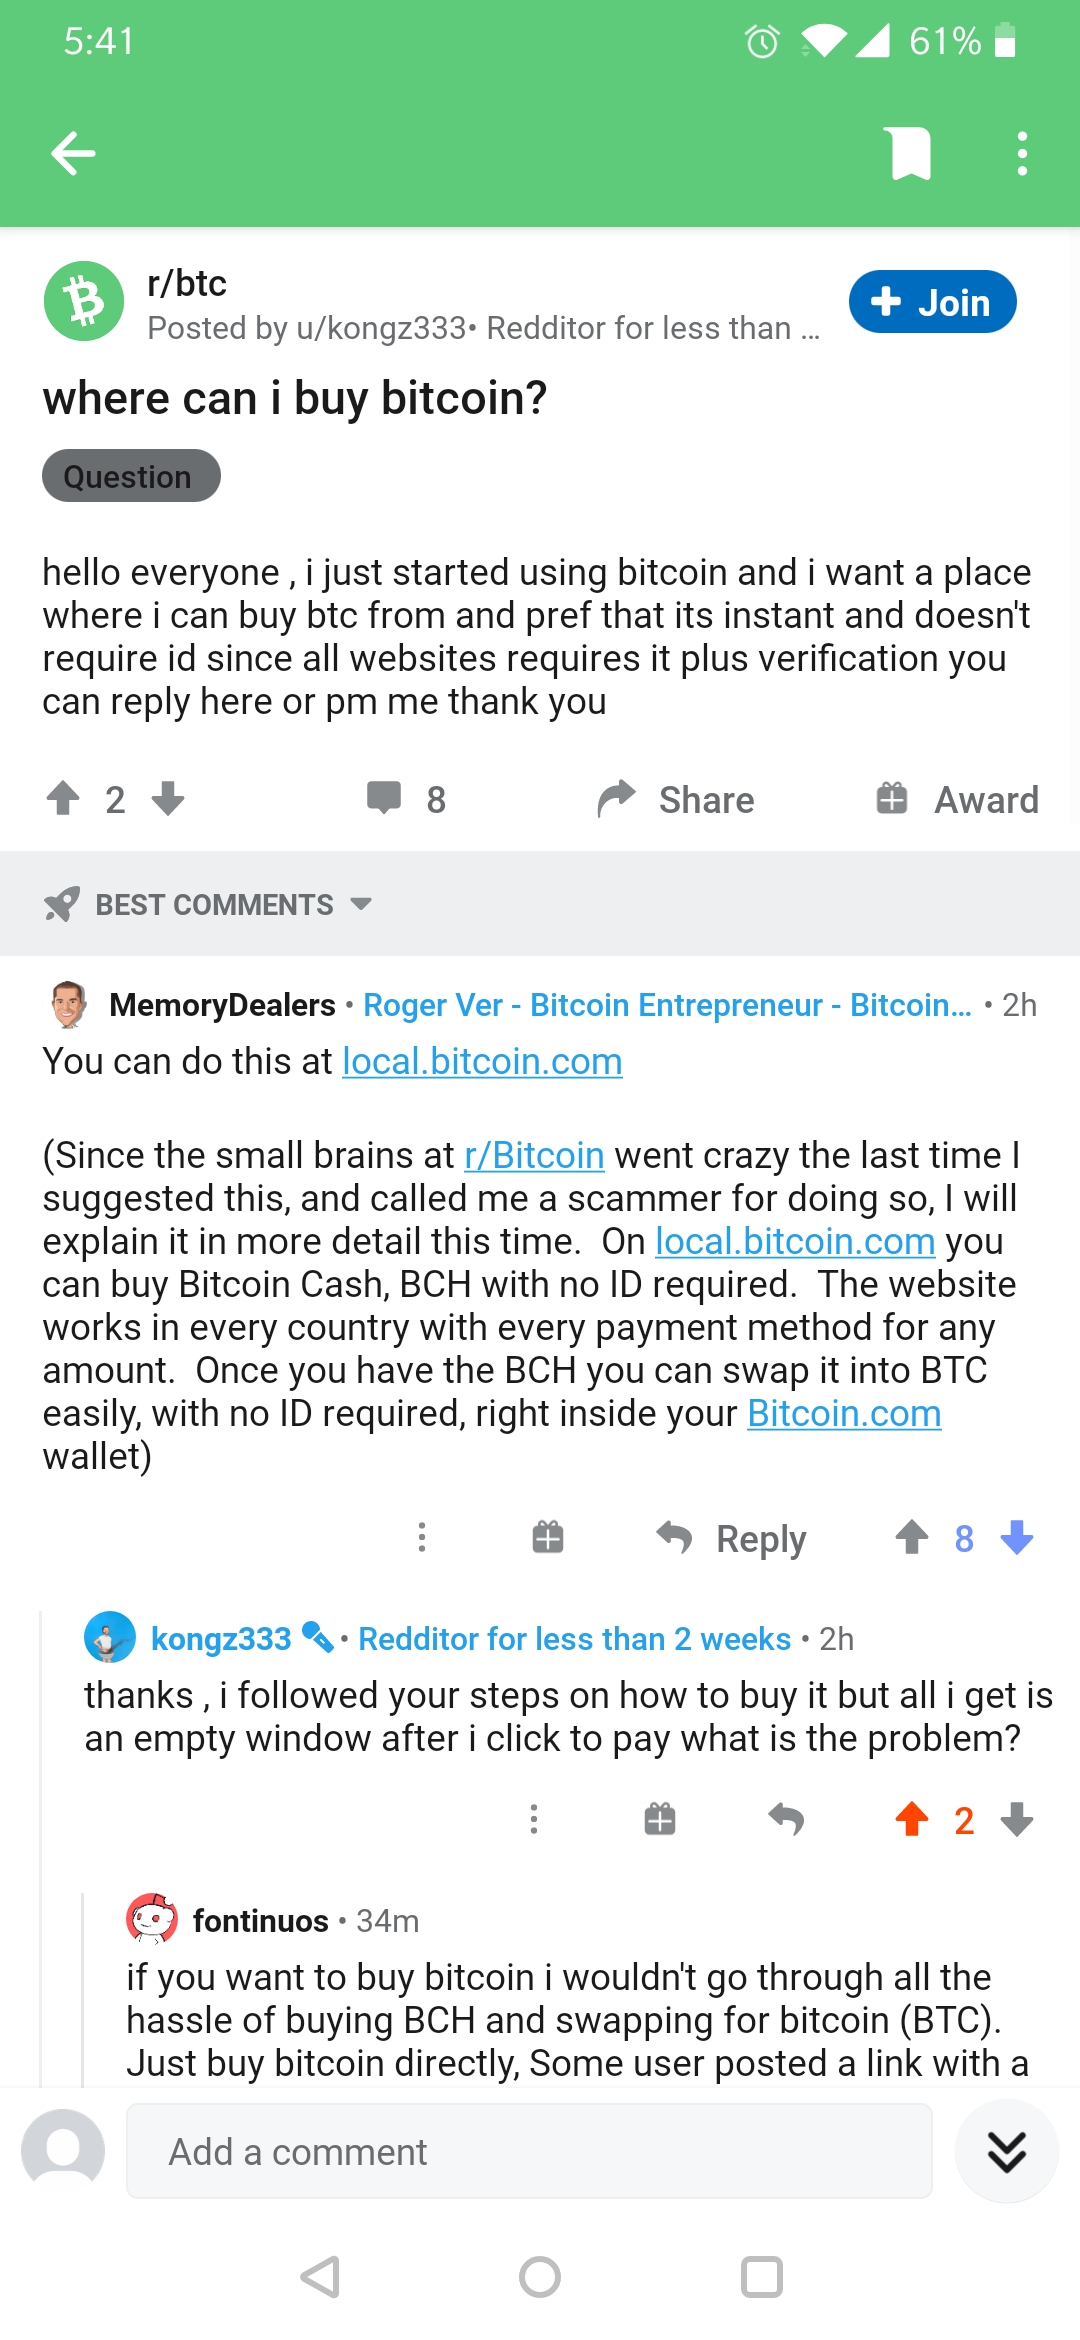 5:41
61%
r/btc
Posted by u/kongz333• Redditor for less than ...
Join
where can i buy bitcoin?
Question
hello everyone , i just started using bitcoin and i want a place
where i can buy btc from and pref that its instant and doesn't
require id since all websites requires it plus verification you
can reply here or pm me thank you
2
8
Share
Award
BEST COMMENTS
MemoryDealers • Roger Ver - Bitcoin Entrepreneur - Bitcoin... • 2h
You can do this at local.bitcoin.com
(Since the small brains at r/Bitcoin went crazy the last time I
suggested this, and called me a scammer for doing so, I will
explain it in more detail this time.  On local.bitcoin.com you
can buy Bitcoin Cash, BCH with no ID required.  The website
works in every country with every payment method for any
amount.  Once you have the BCH you can swap it into BTC
easily, with no ID required, right inside your Bitcoin.com
wallet)
Reply
8
kongz333 • Redditor for less than 2 weeks • 2h
thanks , i followed your steps on how to buy it but all i get is
an empty window after i click to pay what is the problem?
2
fontinuos • 34m
if you want to buy bitcoin i wouldn't go through all the
hassle of buying BCH and swapping for bitcoin (BTC).
Just buy bitcoin directly, Some user posted a link with a
Add a comment